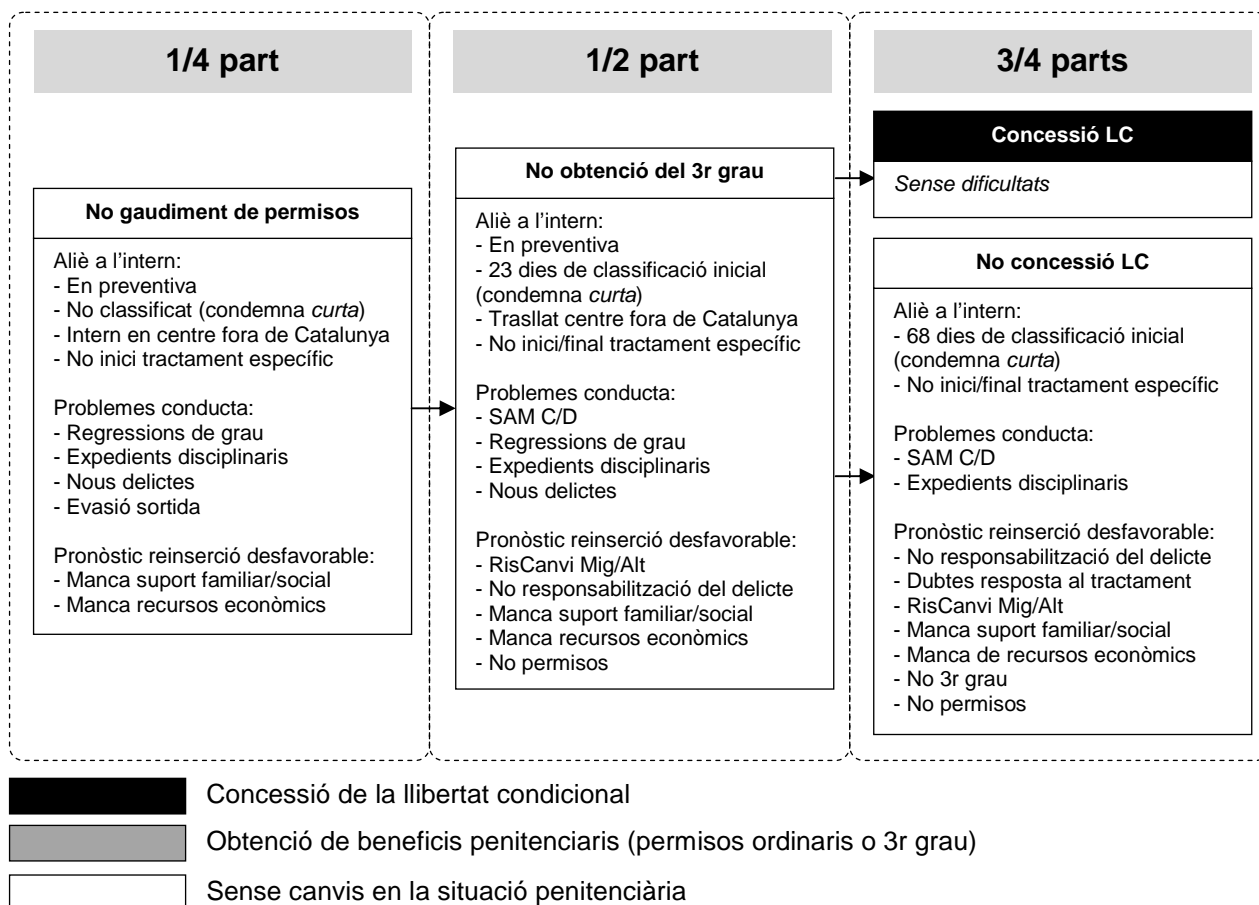 1/4 part
No gaudiment de permisos
Aliè a l'intern:
- En preventiva
- No classificat (condemna curta)
- Intern en centre fora de Catalunya
- No inici tractament específic
Problemes conducta:
- Regressions de grau
- Expedients disciplinaris
- Nous delictes
- Evasió sortida
Pronòstic reinserció desfavorable:
- Manca suport familiar/social
- Manca recursos econòmics
1/2 part
No obtenció del 3r grau
Aliè a l'intern:
- En preventiva
- 23 dies de classificació inicial
(condemna curta)
- Trasllat centre fora de Catalunya
- No inici/final tractament específic
Problemes conducta:
- SAM C/D
- Regressions de grau
- Expedients disciplinaris
- Nous delictes
Pronòstic reinserció desfavorable:
- RisCanvi Mig/Alt
- No responsabilització del delicte
- Manca suport familiar/social
- Manca recursos econòmics
- No permisos
3/4 parts
Concessió LC
Sense dificultats
No concessió LC
Aliè a l'intern:
- 68 dies de classificació inicial
(condemna curta)
- No inici/final tractament específic
Problemes conducta:
- SAM C/D
- Expedients disciplinaris
Pronòstic reinserció desfavorable:
- No responsabilització del delicte
- Dubtes resposta al tractament
- RisCanvi Mig/Alt
- Manca suport familiar/social
- Manca de recursos econòmics
- No 3r grau
- No permisos
Concessió de la llibertat condicional
Obtenció de beneficis penitenciaris (permisos ordinaris o 3r grau)
Sense canvis en la situació penitenciària